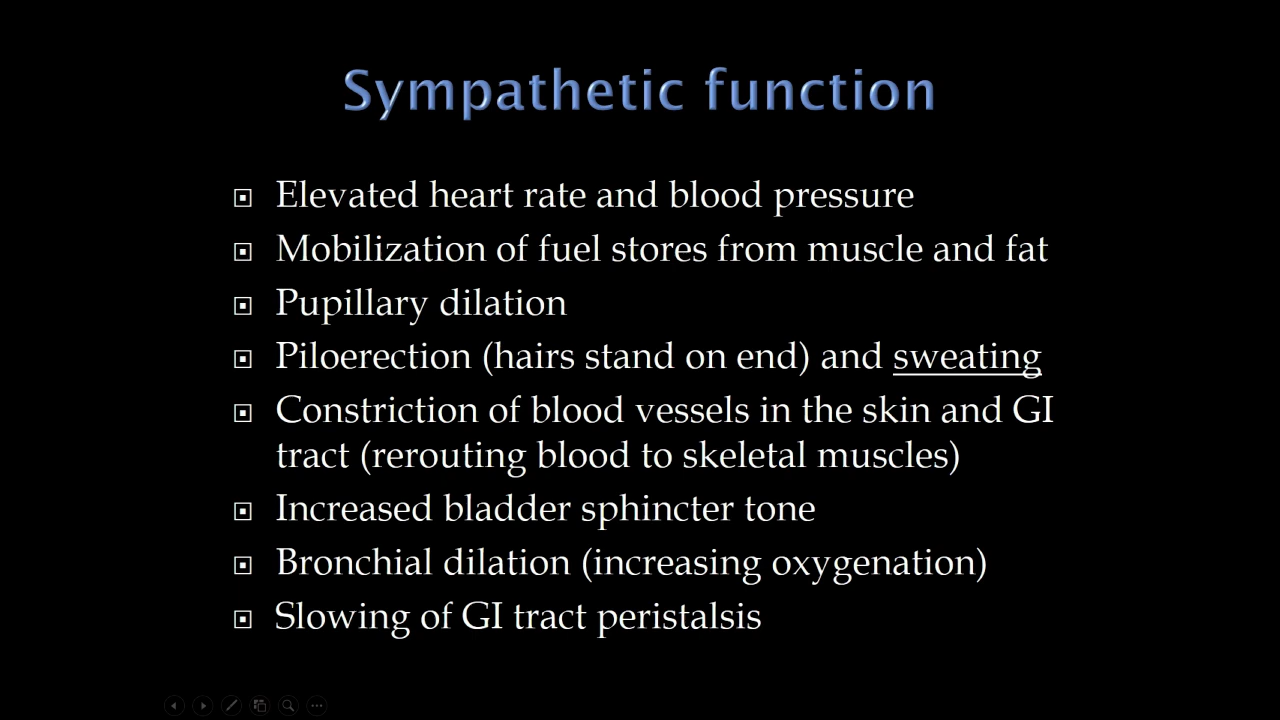 Sympathetic function
Elevated heart rate and blood pressure
Mobilization of fuel stores from muscle and fat
Pupillary dilation
Piloerection (hairs stand on end) and sweating
Constriction of blood vessels in the skin and GI
tract (rerouting blood to skeletal muscles)
Increased bladder sphincter tone
Bronchial dilation (increasing oxygenation)
Slowing of GI tract peristalsis